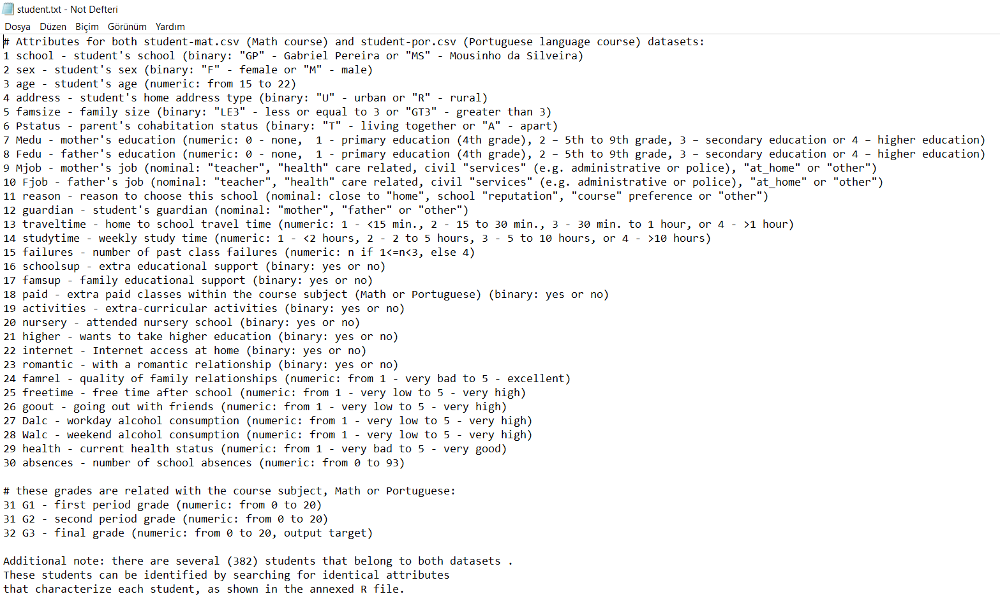 student.txt - Not Defteri
Dosya Düzen Biçim Görünüm Yardım
# Attributes for both student-mat.csv (Math course) and student-por.csv (Portuguese language course) datasets:
1 school - student's school (binary: "GP" - Gabriel Pereira or "MS" - Mousinho da Silveira)
2 sex - student's sex (binary: "F" - female or "M" - male)
3 age - student's age (numeric: from 15 to 22)
4 address - student's home address type (binary: "U" - urban or "R" - rural)
5 famsize - family size (binary: "LE3" - less or equal to 3 or "GT3" - greater than 3)
6 Pstatus - parent's cohabitation status (binary: "T" - living together or "A" - apart)
7 Medu - mother's education (numeric: 0 - none,  1 - primary education (4th grade), 2 – 5th to 9th grade, 3 – secondary education or 4 – higher education)
8 Fedu - father's education (numeric: 0 - none,  1 - primary education (4th grade), 2 – 5th to 9th grade, 3 – secondary education or 4 – higher education)
9 Mjob - mother's job (nominal: "teacher", "health" care related, civil "services" (e.g. administrative or police), "at_home" or "other")
10 Fjob - father's job (nominal: "teacher", "health" care related, civil "services" (e.g. administrative or police), "at_home" or "other")
11 reason - reason to choose this school (nominal: close to "home", school "reputation", "course" preference or "other")
12 guardian - student's guardian (nominal: "mother", "father" or "other")
13 traveltime - home to school travel time (numeric: 1 - <15 min., 2 - 15 to 30 min., 3 - 30 min. to 1 hour, or 4 - >1 hour)
14 studytime - weekly study time (numeric: 1 - <2 hours, 2 - 2 to 5 hours, 3 - 5 to 10 hours, or 4 - >10 hours)
15 failures - number of past class failures (numeric: n if 1<=n<3, else 4)
16 schoolsup - extra educational support (binary: yes or no)
17 famsup - family educational support (binary: yes or no)
18 paid - extra paid classes within the course subject (Math or Portuguese) (binary: yes or no)
19 activities - extra-curricular activities (binary: yes or no)
20 nursery - attended nursery school (binary: yes or no)
21 higher - wants to take higher education (binary: yes or no)
22 internet - Internet access at home (binary: yes or no)
23 romantic - with a romantic relationship (binary: yes or no)
24 famrel - quality of family relationships (numeric: from 1 - very bad to 5 - excellent)
25 freetime - free time after school (numeric: from 1 - very low to 5 - very high)
26 goout - going out with friends (numeric: from 1 - very low to 5 - very high)
27 Dalc - workday alcohol consumption (numeric: from 1 - very low to 5 - very high)
28 Walc - weekend alcohol consumption (numeric: from 1 - very low to 5 - very high)
29 health - current health status (numeric: from 1 - very bad to 5 - very good)
30 absences - number of school absences (numeric: from 0 to 93)
# these grades are related with the course subject, Math or Portuguese:
31 G1 - first period grade (numeric: from 0 to 20)
31 G2 - second period grade (numeric: from 0 to 20)
32 G3 - final grade (numeric: from 0 to 20, output target)
Additional note: there are several (382) students that belong to both datasets .
These students can be identified by searching for identical attributes
that characterize each student, as shown in the annexed R file.